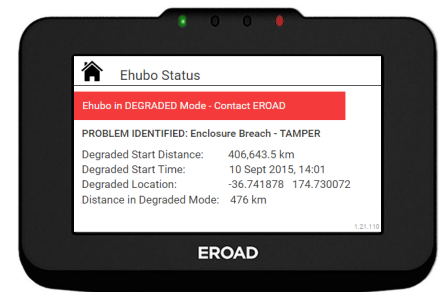 Ehubo Status
Ehubo in DEGRADED Mode - Contact EROAD
PROBLEM IDENTIFIED: Enclosure Breach - TAMPER
Degraded Start Distance: 406,643.5 km
Degraded Start Time: 10 Sept 2015, 14:01
Degraded Location: -36.741878 174.730072
Distance in Degraded Mode: 476 km
1.21.110
EROAD